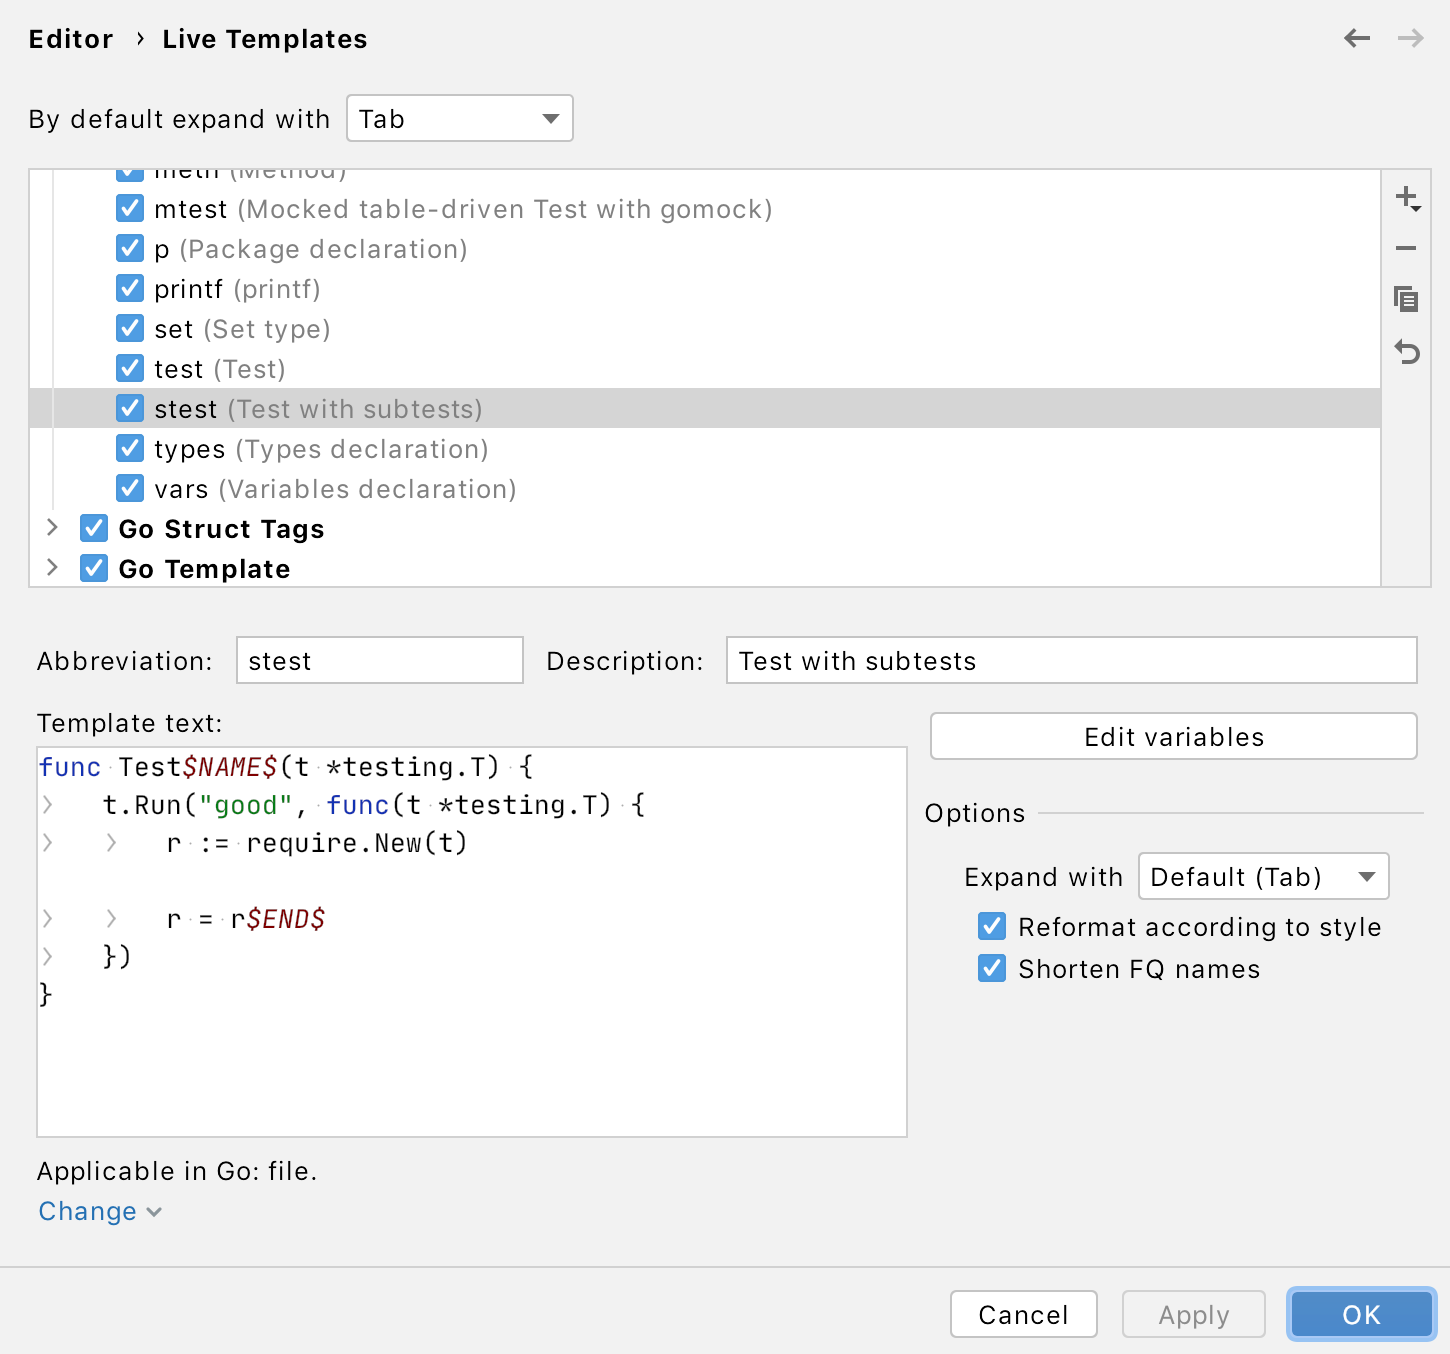 Editor › Live Templates
By default expand with Tab
meth (Method)
mtest (Mocked table-driven Test with gomock)
p (Package declaration)
printf (printf)
set (Set type)
test (Test)
stest (Test with subtests)
types (Types declaration)
vars (Variables declaration)
Go Struct Tags
Go Template
Abbreviation: stest Description: Test with subtests
Template text:
Edit variables
func Test$NAME$(t *testing.T) {
t.Run("good", func(t *testing.T) {
r := require.New(t)
r = r$END$
})
}
Options
Expand with Default (Tab)
Reformat according to style
Shorten FQ names
Applicable in Go: file.
Change
Cancel Apply OK